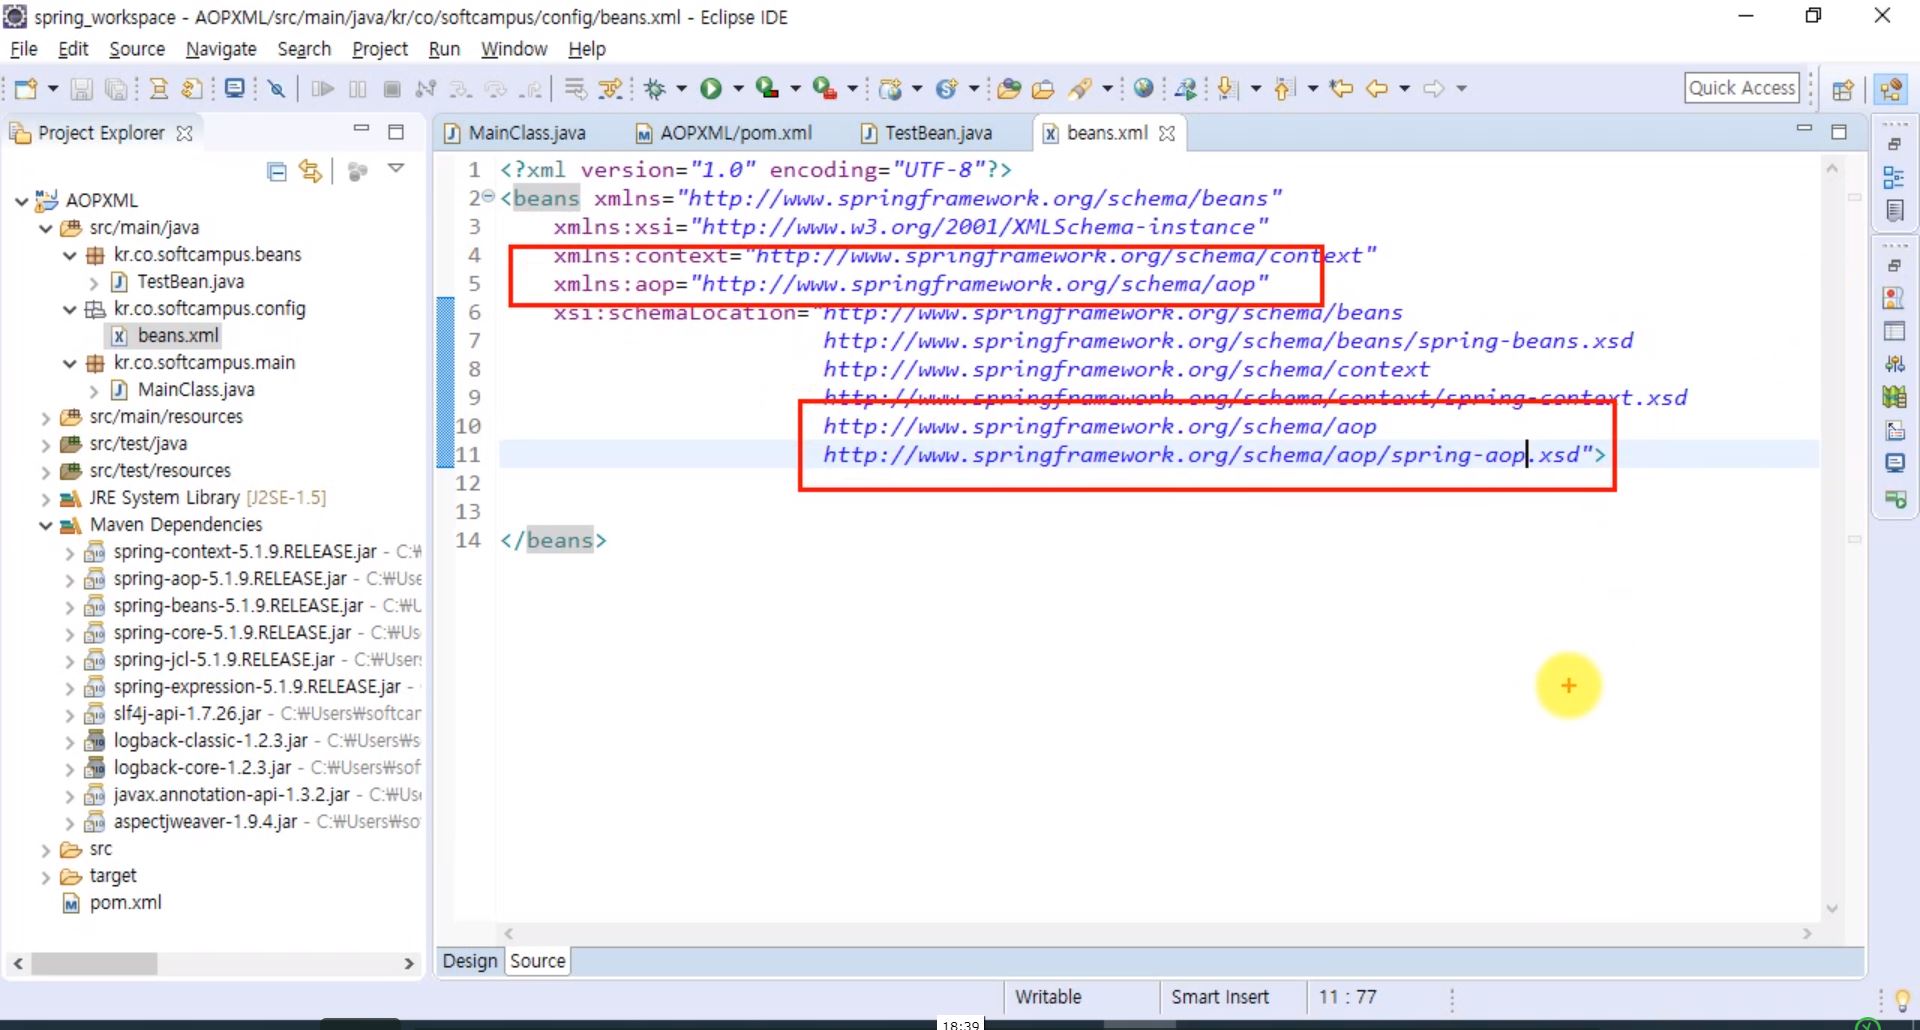 spring_workspace - AOPXML/src/main/java/kr/co/softcampus/config/beans.xml - Eclipse IDE
File Edit Source Navigate Search Project Run Window Help
Quick Access
Project Explorer
MainClass.java AOPXML/pom.xml TestBean.java beans.xml
AOPXML
src/main/java
kr.co.softcampus.beans
TestBean.java
kr.co.softcampus.config
beans.xml
kr.co.softcampus.main
MainClass.java
src/main/resources
src/test/java
src/test/resources
JRE System Library [J2SE-1.5]
Maven Dependencies
spring-context-5.1.9.RELEASE.jar - C:₩
spring-aop-5.1.9.RELEASE.jar - C:₩Use
spring-beans-5.1.9.RELEASE.jar - C:₩U
spring-core-5.1.9.RELEASE.jar - C:₩Us
spring-jcl-5.1.9.RELEASE.jar - C:₩User
spring-expression-5.1.9.RELEASE.jar -
slf4j-api-1.7.26.jar - C:₩Users₩softcar
logback-classic-1.2.3.jar - C:₩Users₩s
logback-core-1.2.3.jar - C:₩Users₩sof
javax.annotation-api-1.3.2.jar - C:₩Use
aspectjweaver-1.9.4.jar - C:₩Users₩so
src
target
pom.xml
1 <?xml version="1.0" encoding="UTF-8"?>
2 <beans xmlns="http://www.springframework.org/schema/beans"
3 xmlns:xsi="http://www.w3.org/2001/XMLSchema-instance"
4 xmlns:context="http://www.springframework.org/schema/context"
5 xmlns:aop="http://www.springframework.org/schema/aop"
6 xsi:schemaLocation="http://www.springframework.org/schema/beans
7 http://www.springframework.org/schema/beans/spring-beans.xsd
8 http://www.springframework.org/schema/context
9 http://www.springframework.org/schema/context/spring-context.xsd
10 http://www.springframework.org/schema/aop
11 http://www.springframework.org/schema/aop/spring-aop.xsd">
12
13
14 </beans>
Design Source
Writable Smart Insert 11 : 77
18:39